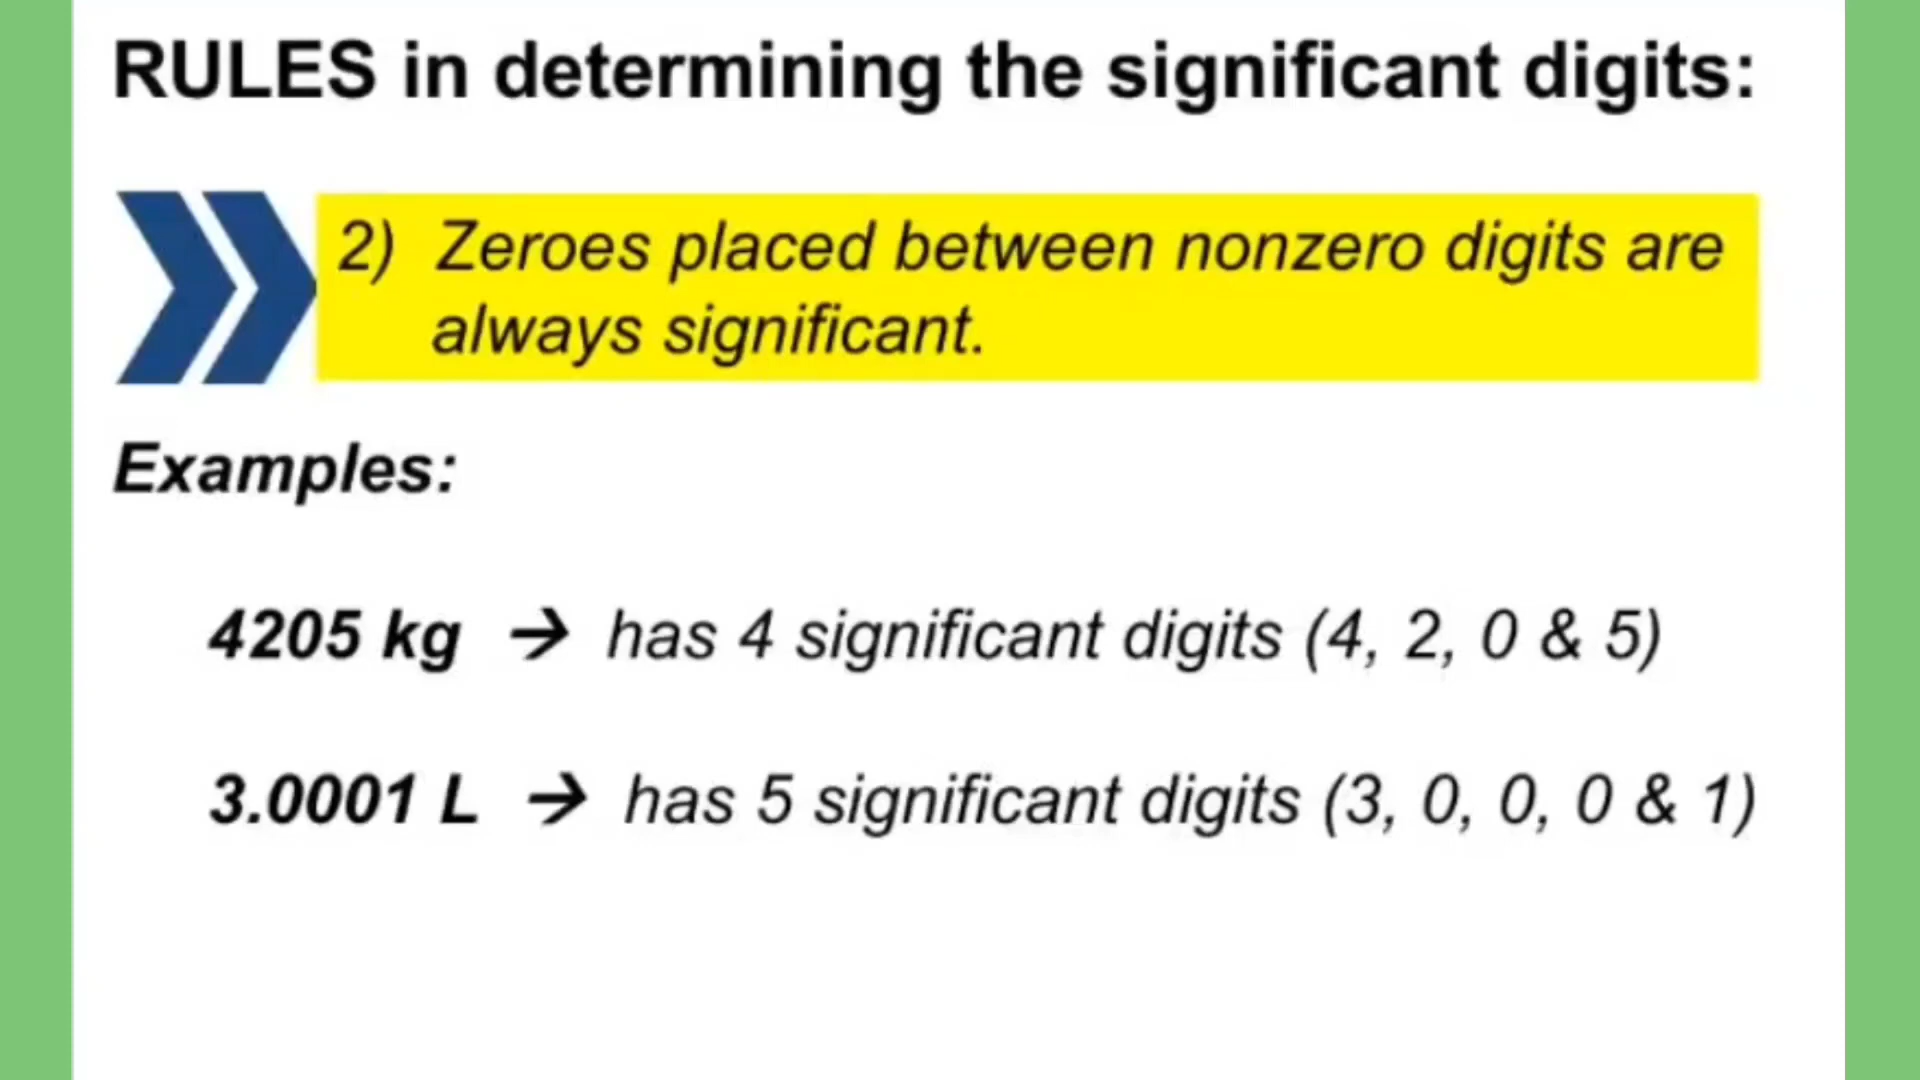 RULES in determining the significant digits:
2) Zeroes placed between nonzero digits are
always significant.
Examples:
4205 kg → has 4 significant digits (4, 2, 0 & 5)
3.0001 L → has 5 significant digits (3, 0, 0, 0 & 1)